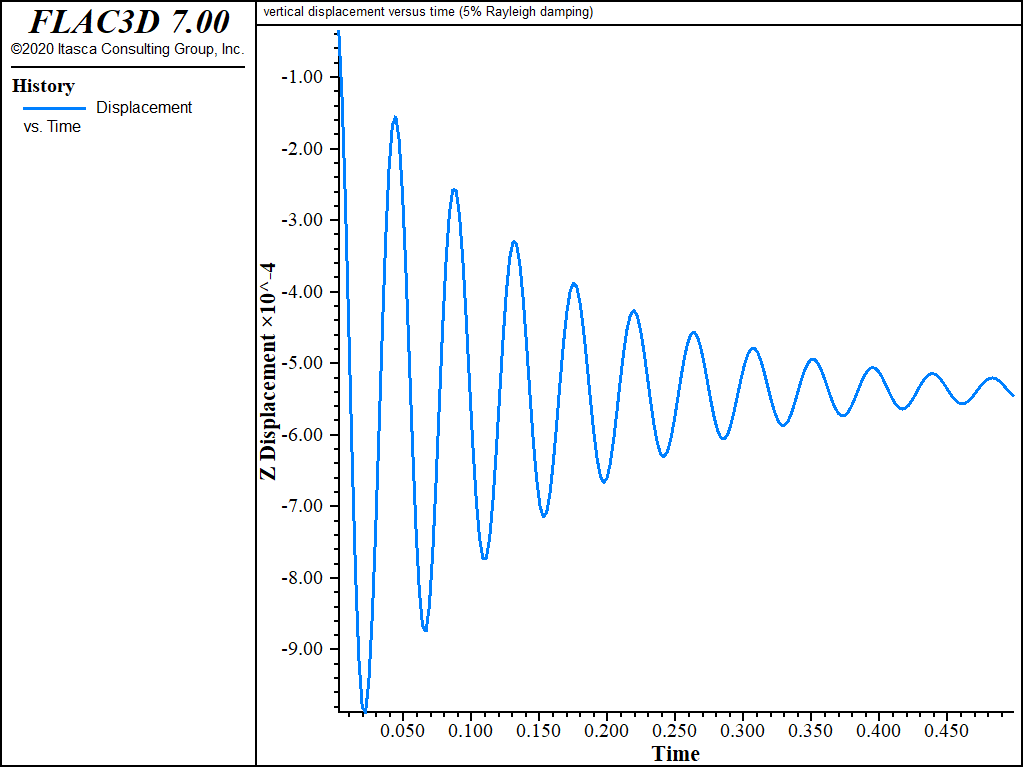 FLAC3D 7.00
©2020 Itasca Consulting Group, Inc.
History
Displacement
vs. Time
vertical displacement versus time (5% Rayleigh damping)
Z Displacement ×10^-4
-1.00
-2.00
-3.00
-4.00
-5.00
-6.00
-7.00
-8.00
-9.00
0.050 0.100 0.150 0.200 0.250 0.300 0.350 0.400 0.450
Time